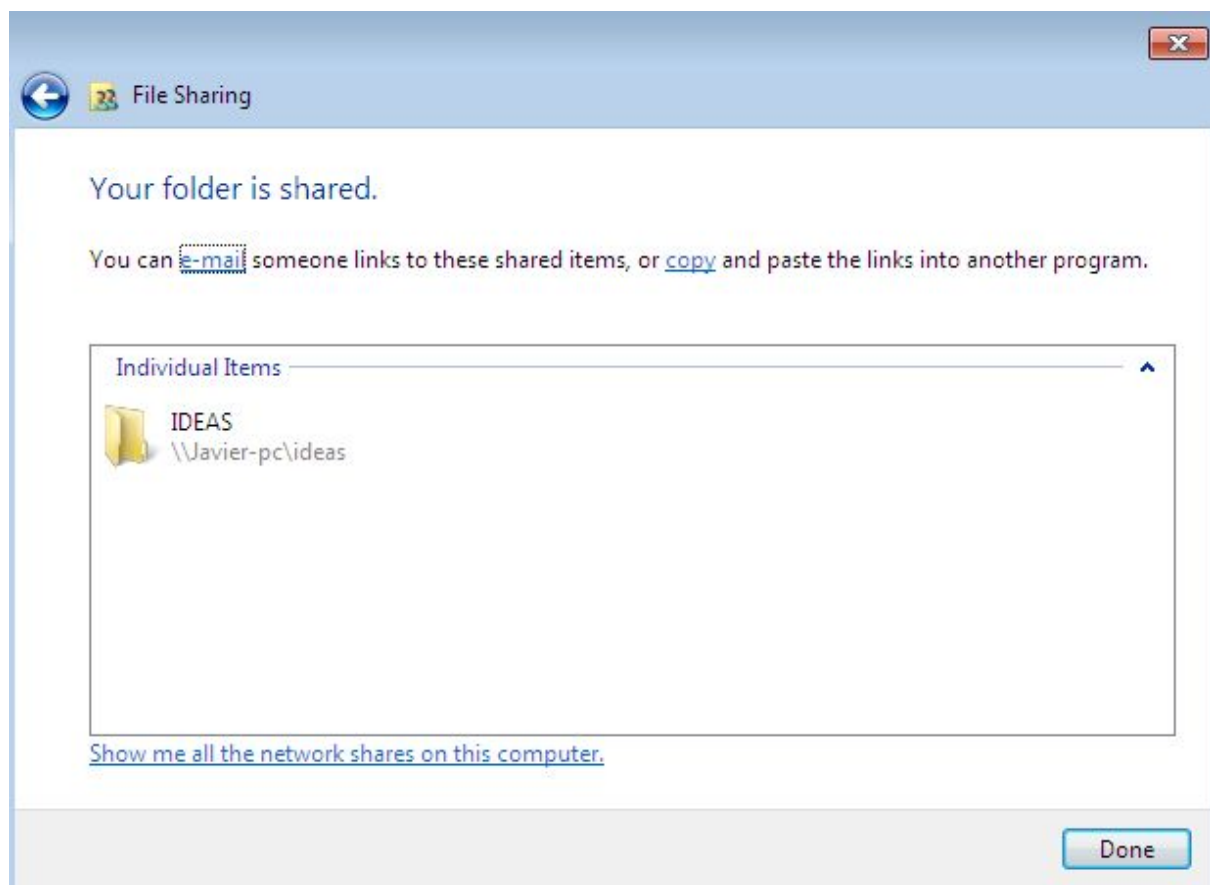 File Sharing
Your folder is shared.
You can e-mail someone links to these shared items, or copy and paste the links into another program.
Individual Items
IDEAS
\\Javier-pc\ideas
Show me all the network shares on this computer.
Done